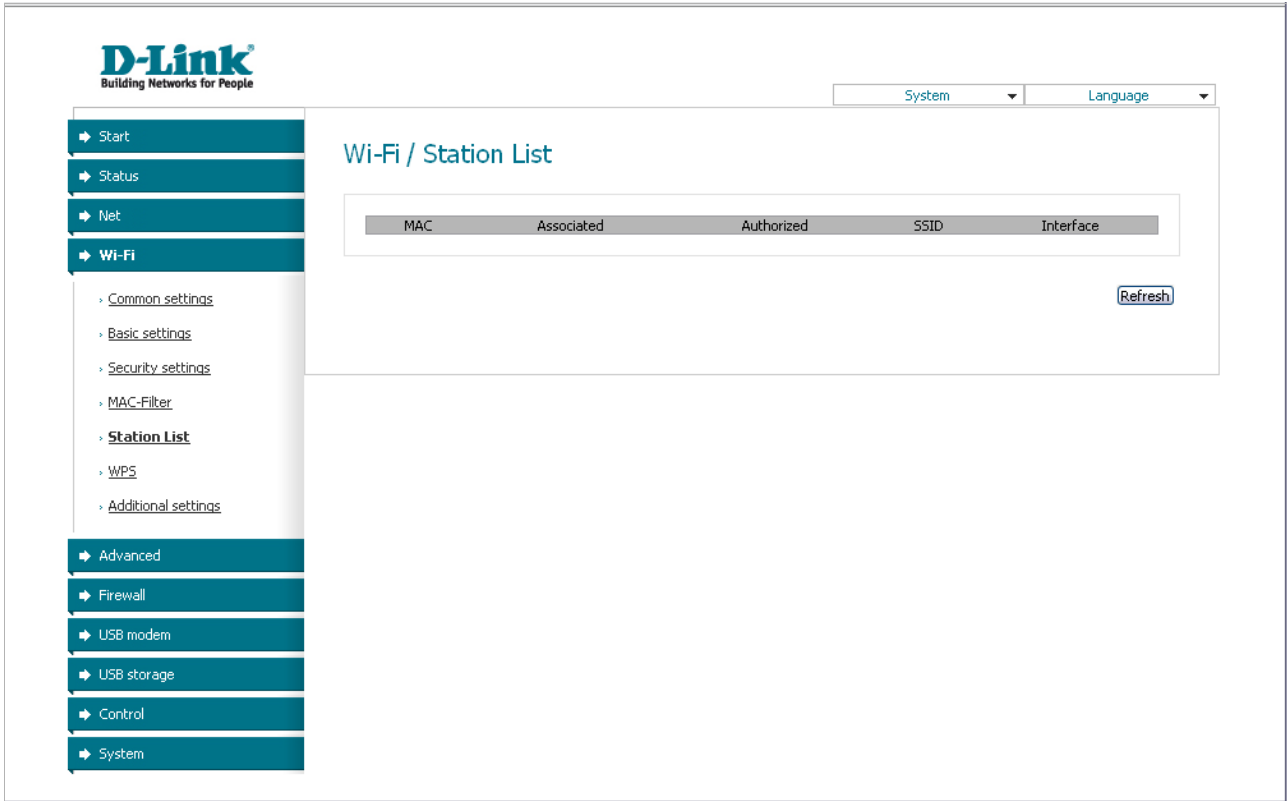 D-Link
Building Networks for People
System Language
Start
Status
Net
Wi-Fi
Common settings
Basic settings
Security settings
MAC-Filter
Station List
WPS
Additional settings
Advanced
Firewall
USB modem
USB storage
Control
System
Wi-Fi / Station List
MAC Associated Authorized SSID Interface
Refresh